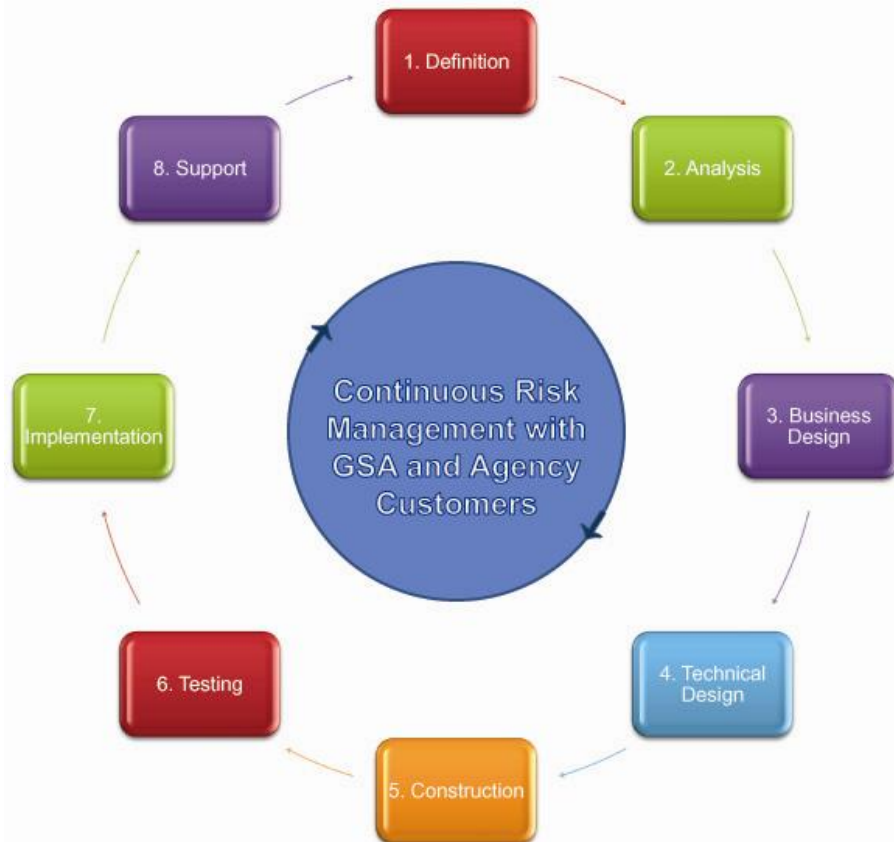 1. Definition
2. Analysis
3. Business
Design
4. Technical
Design
5. Construction
6. Testing
7.
Implementation
8. Support
Continuous Risk
Management with
GSA and Agency
Customers